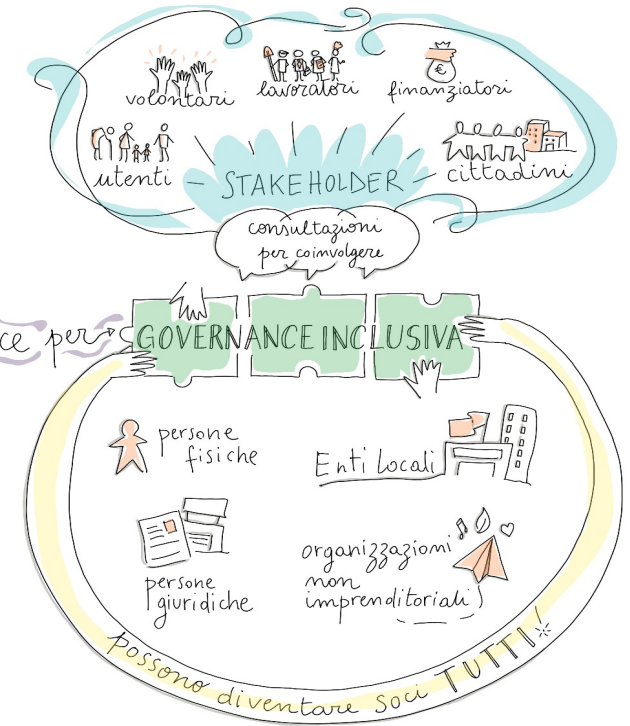 volontari
lavoratori
finanziatori
utenti
STAKEHOLDER
cittadini
consultazioni
per coinvolgere
ce per
GOVERNANCE INCLUSIVA
persone
fisiche
Enti Locali
persone
giuridiche
organizzazioni
non
imprenditoriali
possono diventare soci TUTTI!